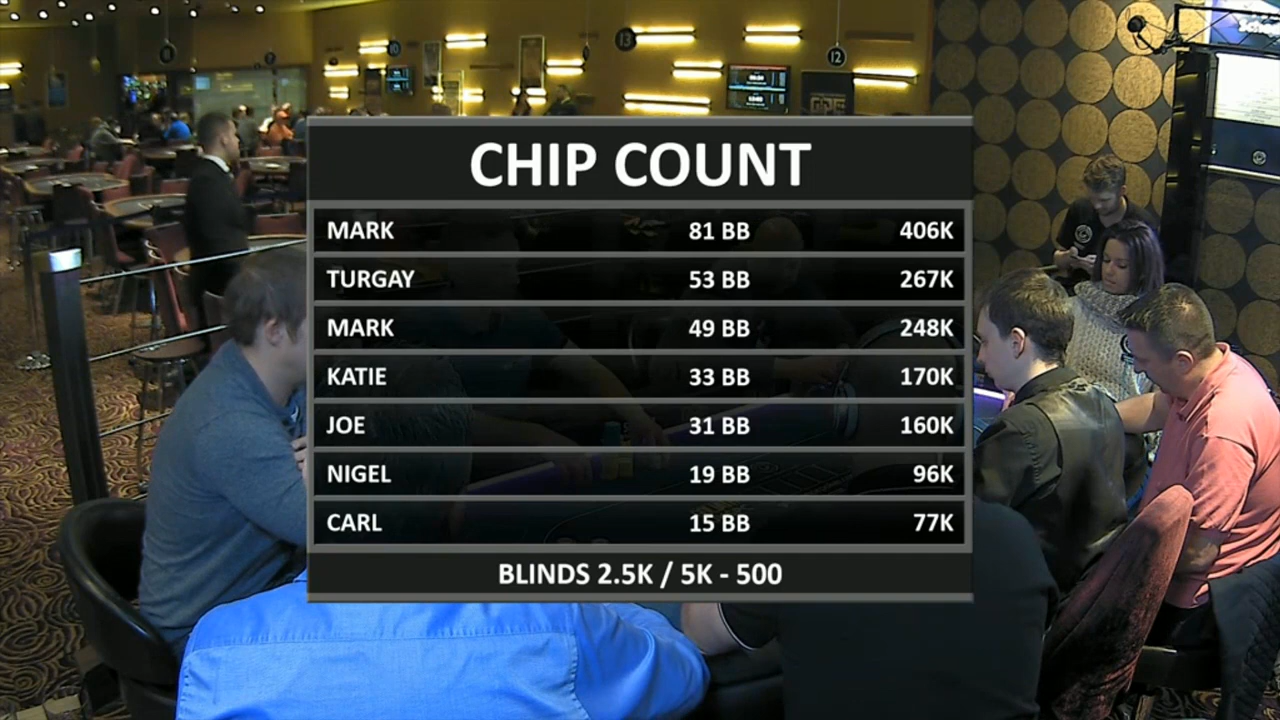 13
12
10
CHIP COUNT
MARK 81 BB 406K
TURGAY 53 BB 267K
MARK 49 BB 248K
KATIE 33 BB 170K
JOE 31 BB 160K
NIGEL 19 BB 96K
CARL 15 BB 77K
BLINDS 2.5K / 5K - 500